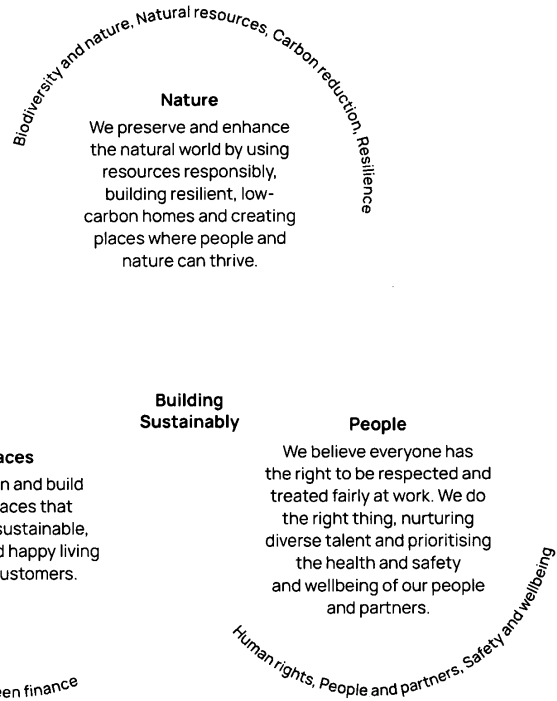 Biodiversity and nature, Natural resources, Carbon reduction, Resilience
Nature
We preserve and enhance
the natural world by using
resources responsibly,
building resilient, low-
carbon homes and creating
places where people and
nature can thrive.
Building
Sustainably
People
We believe everyone has
the right to be respected and
treated fairly at work. We do
the right thing, nurturing
diverse talent and prioritising
the health and safety
and wellbeing of our people
and partners.
Human rights, People and partners, Safety and wellbeing
aces
n and build
aces that
sustainable,
d happy living
ustomers.
een finance